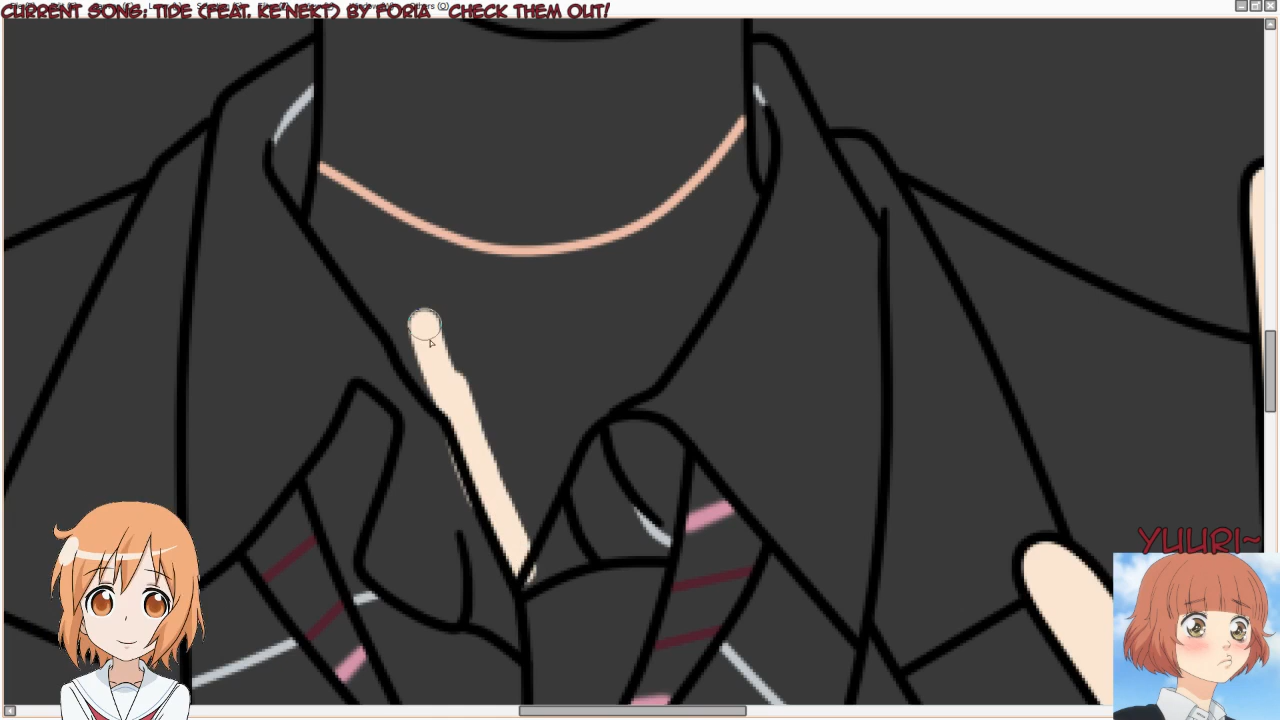 CURRENT SONG: TIDE (FEAT. KE'NEKT) BY FORIA   CHECK THEM OUT!
YUURI~